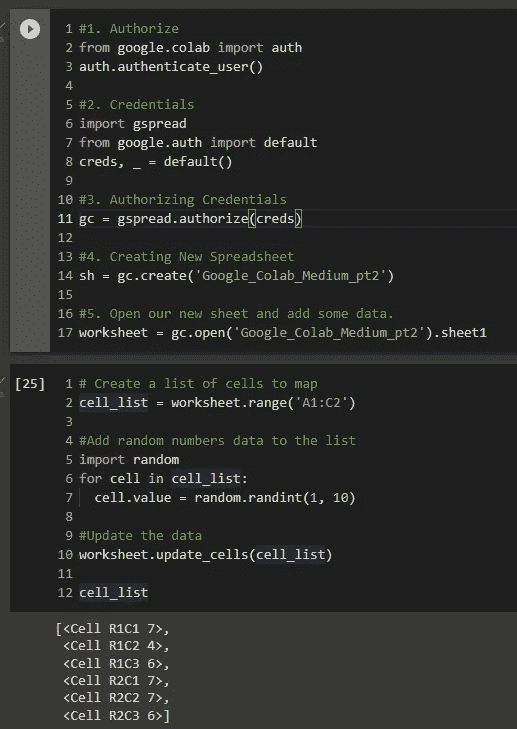 1 #1. Authorize
2 from google.colab import auth
3 auth.authenticate_user()
4
5 #2. Credentials
6 import gspread
7 from google.auth import default
8 creds, _ = default()
9
10 #3. Authorizing Credentials
11 gc = gspread.authorize(creds)
12
13 #4. Creating New Spreadsheet
14 sh = gc.create('Google_Colab_Medium_pt2')
15
16 #5. Open our new sheet and add some data.
17 worksheet = gc.open('Google_Colab_Medium_pt2').sheet1
[25] 1 # Create a list of cells to map
2 cell_list = worksheet.range('A1:C2')
3
4 #Add random numbers data to the list
5 import random
6 for cell in cell_list:
7   cell.value = random.randint(1, 10)
8
9 #Update the data
10 worksheet.update_cells(cell_list)
11
12 cell_list
[<Cell R1C1 7>,
 <Cell R1C2 4>,
 <Cell R1C3 6>,
 <Cell R2C1 7>,
 <Cell R2C2 7>,
 <Cell R2C3 6>]